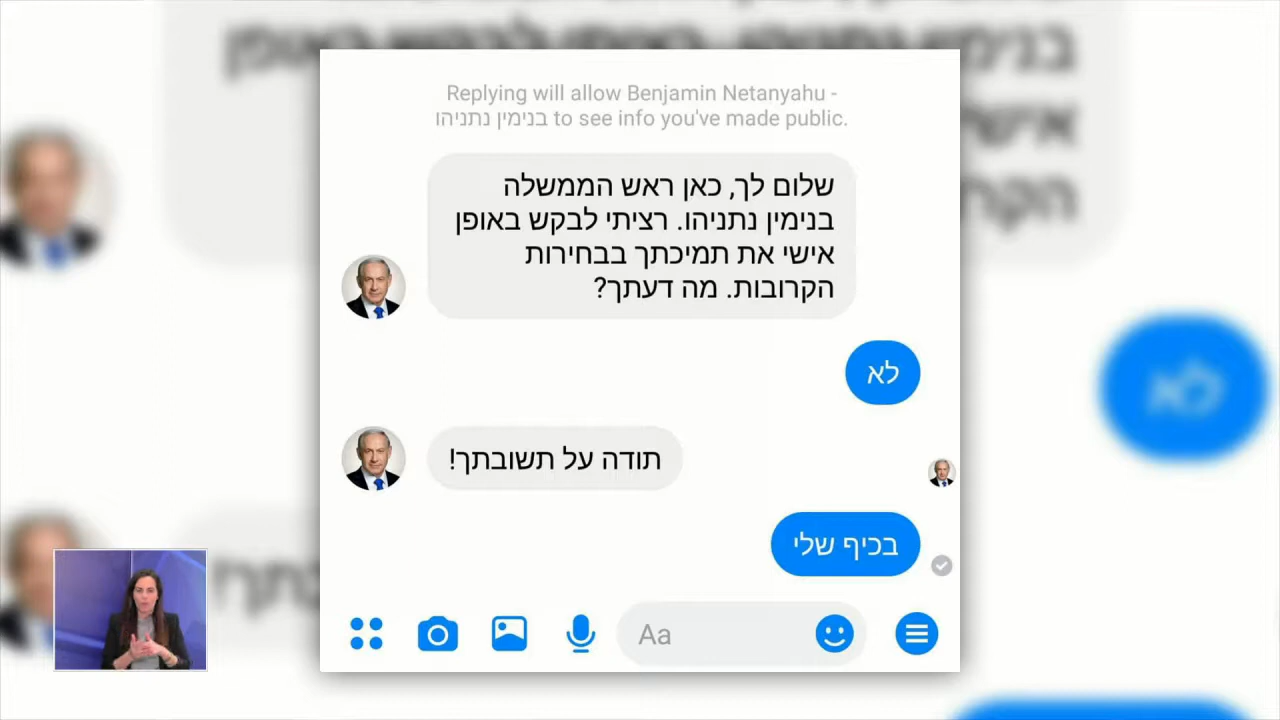 Replying will allow Benjamin Netanyahu -
בנימין נתניהו to see info you've made public.
שלום לך, כאן ראש הממשלה
בנימין נתניהו. רציתי לבקש באופן
אישי את תמיכתך בבחירות
הקרובות. מה דעתך?
לא
תודה על תשובתך!
בכיף שלי
Aa